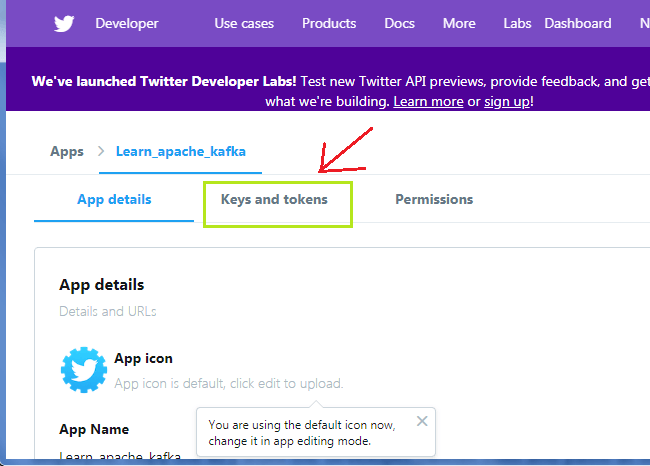 Developer Use cases Products Docs More Labs Dashboard
We've launched Twitter Developer Labs! Test new Twitter API previews, provide feedback, and get
what we're building. Learn more or sign up!
Apps Learn_apache_kafka
App details Keys and tokens Permissions
App details
Details and URLs
App icon
App icon is default, click edit to upload.
You are using the default icon now,
change it in app editing mode.
App Name
Learn_apache_kafka